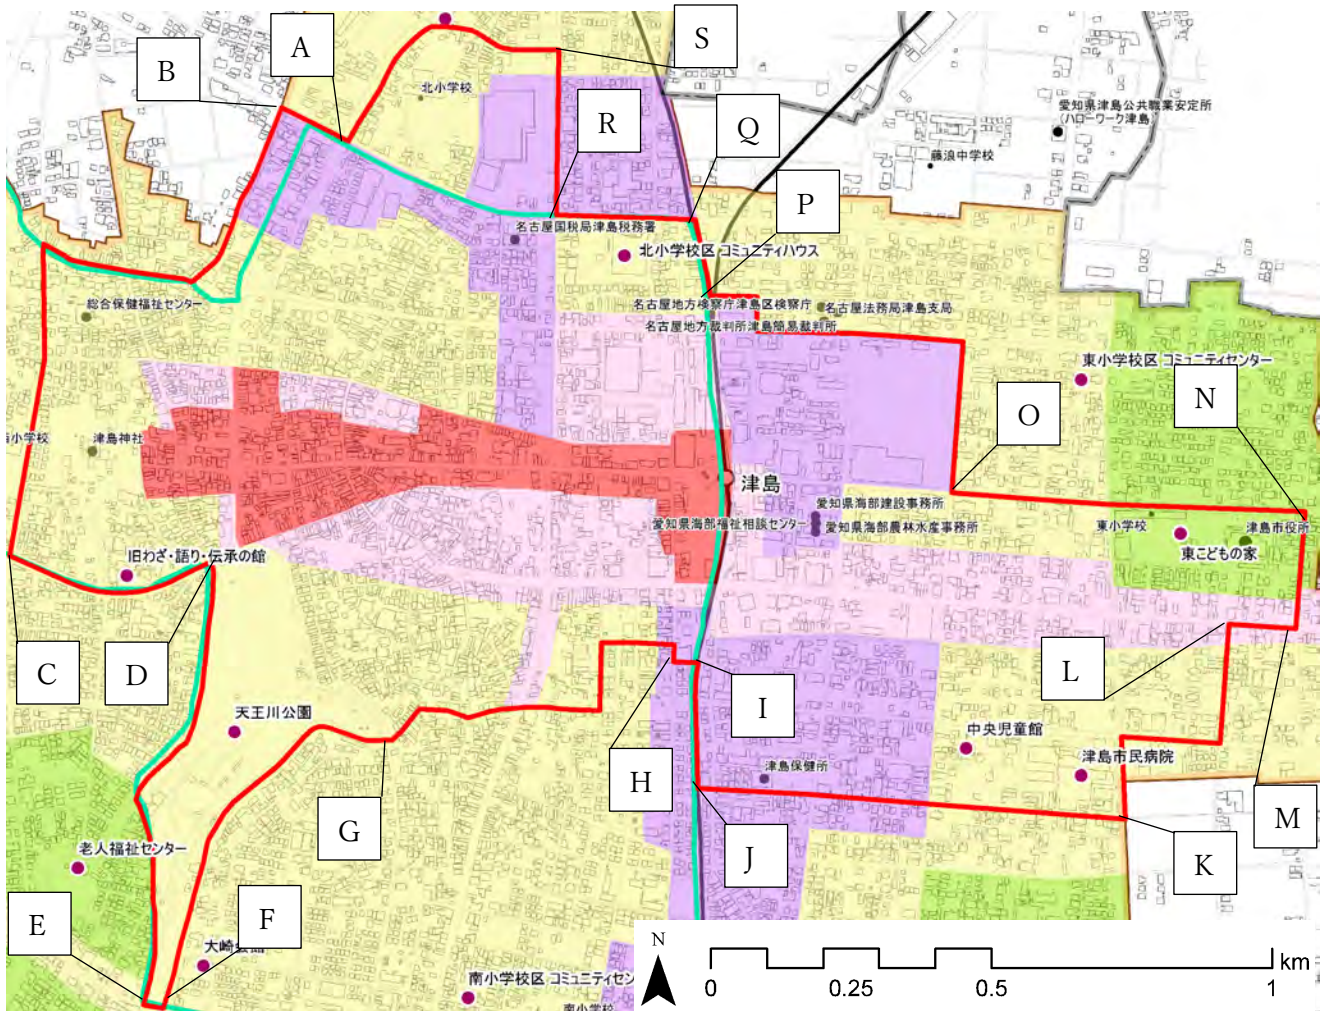 S
A
B
北小学校
R
Q
愛知県津島公共職業安定所
(ハローワーク津島)
藤浪中学校
P
名古屋国税局津島税務署
北小学校区 コミュニティハウス
総合保健福祉センター
名古屋地方検察庁津島区検察庁
名古屋法務局津島支局
名古屋地方裁判所津島簡易裁判所
東小学校区 コミュニティセンター
N
O
小学校
津島神社
津島
愛知県海部建設事務所
愛知県海部福祉相談センター
愛知県海部農林水産事務所
東小学校
津島市役所
東こどもの家
旧わざ・語り・伝承の館
C
D
L
I
天王川公園
中央児童館
H
津島保健所
津島市民病院
G
M
J
K
老人福祉センター
E
F
大崎
南小学校区 コミュニティセン
南小学校
N
km
0
0.25
0.5
1